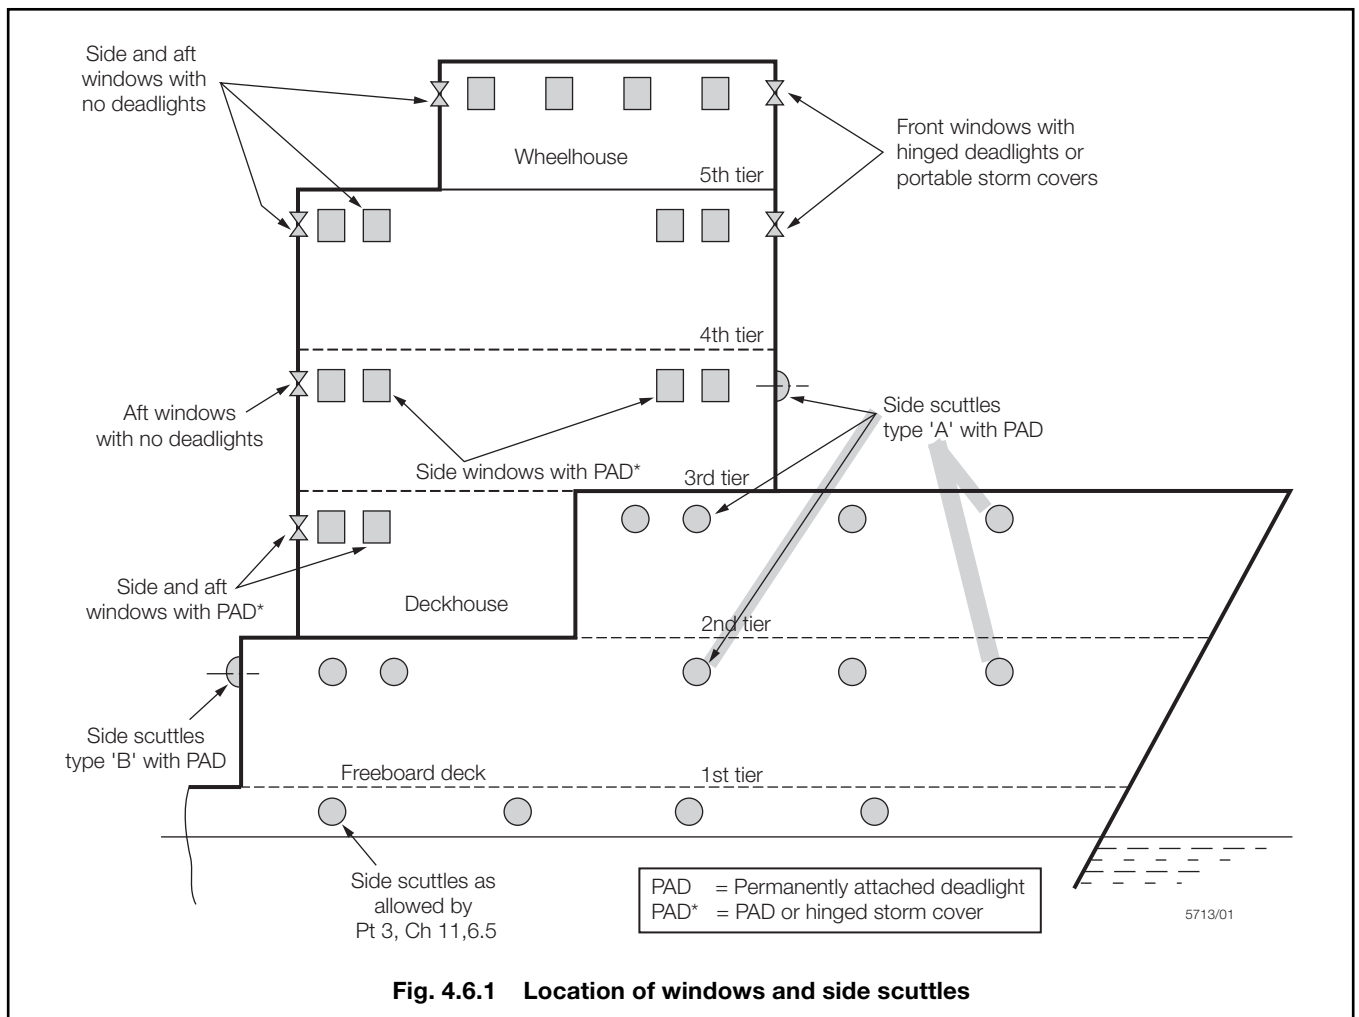 Side and aft
windows with
no deadlights
Front windows with
hinged deadlights or
portable storm covers
Wheelhouse
5th tier
4th tier
Aft windows
with no deadlights
Side scuttles
type 'A' with PAD
Side windows with PAD*
3rd tier
Side and aft
windows with PAD*
Deckhouse
2nd tier
Side scuttles
type 'B' with PAD
Freeboard deck
1st tier
Side scuttles as
allowed by
Pt 3, Ch 11,6.5
PAD = Permanently attached deadlight
PAD* = PAD or hinged storm cover
5713/01
Fig. 4.6.1 Location of windows and side scuttles